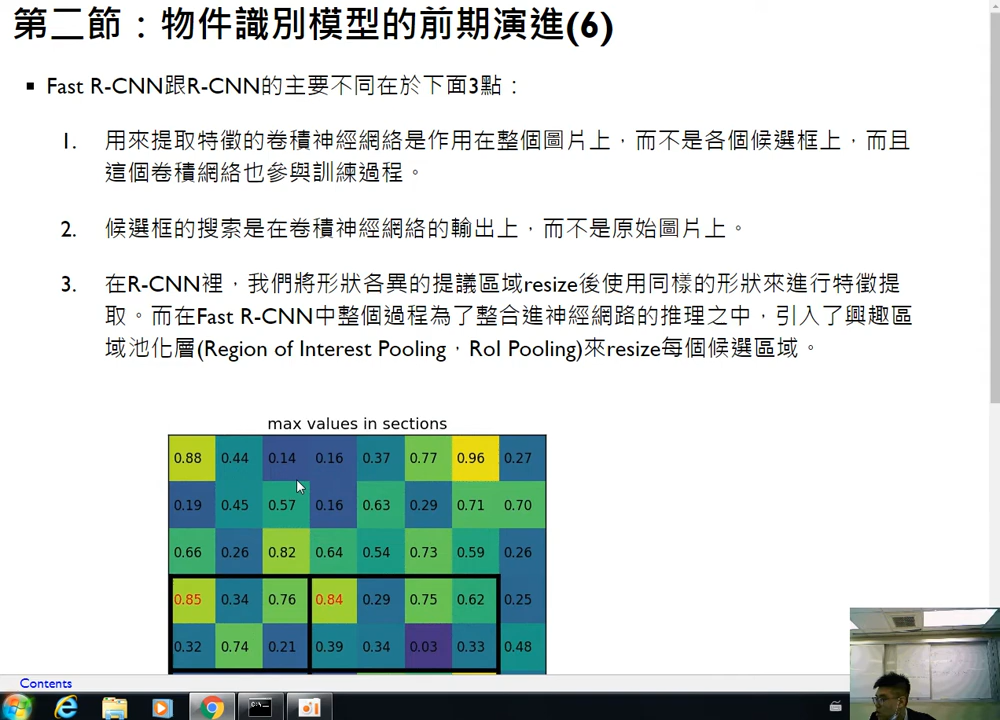 第二節：物件識別模型的前期演進(6)
▪ Fast R-CNN跟R-CNN的主要不同在於下面3點：
1. 用來提取特徵的卷積神經網絡是作用在整個圖片上，而不是各個候選框上，而且
這個卷積網絡也參與訓練過程。
2. 候選框的搜索是在卷積神經網絡的輸出上，而不是原始圖片上。
3. 在R-CNN裡，我們將形狀各異的提議區域resize後使用同樣的形狀來進行特徵提
取。而在Fast R-CNN中整個過程為了整合進神經網路的推理之中，引入了興趣區
域池化層(Region of Interest Pooling，RoI Pooling)來resize每個候選區域。
max values in sections
0.88 0.44 0.14 0.16 0.37 0.77 0.96 0.27
0.19 0.45 0.57 0.16 0.63 0.29 0.71 0.70
0.66 0.26 0.82 0.64 0.54 0.73 0.59 0.26
0.85 0.34 0.76 0.84 0.29 0.75 0.62 0.25
0.32 0.74 0.21 0.39 0.34 0.03 0.33 0.48
Contents